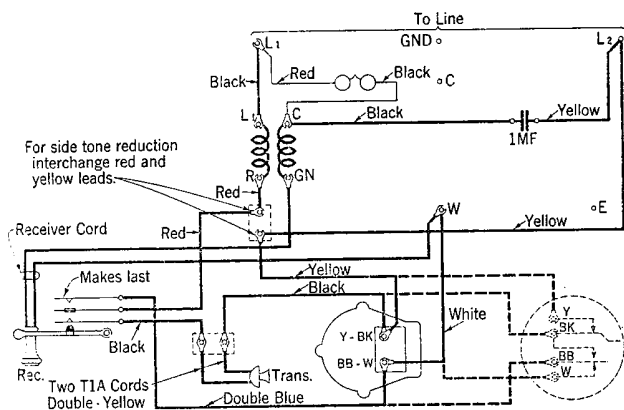 To Line
L1
GND
L2
Red
Black
C
Black
L1
C
Black
Yellow
1MF
For side tone reduction
interchange red and
yellow leads.
R
GN
Red
W
E
Receiver Cord
Red
Yellow
Makes last
Yellow
Black
White
Y
BK
Y-BK
BB-W
BB
W
Black
Rec.
Trans.
Two T1A Cords
Double-Yellow
Double Blue